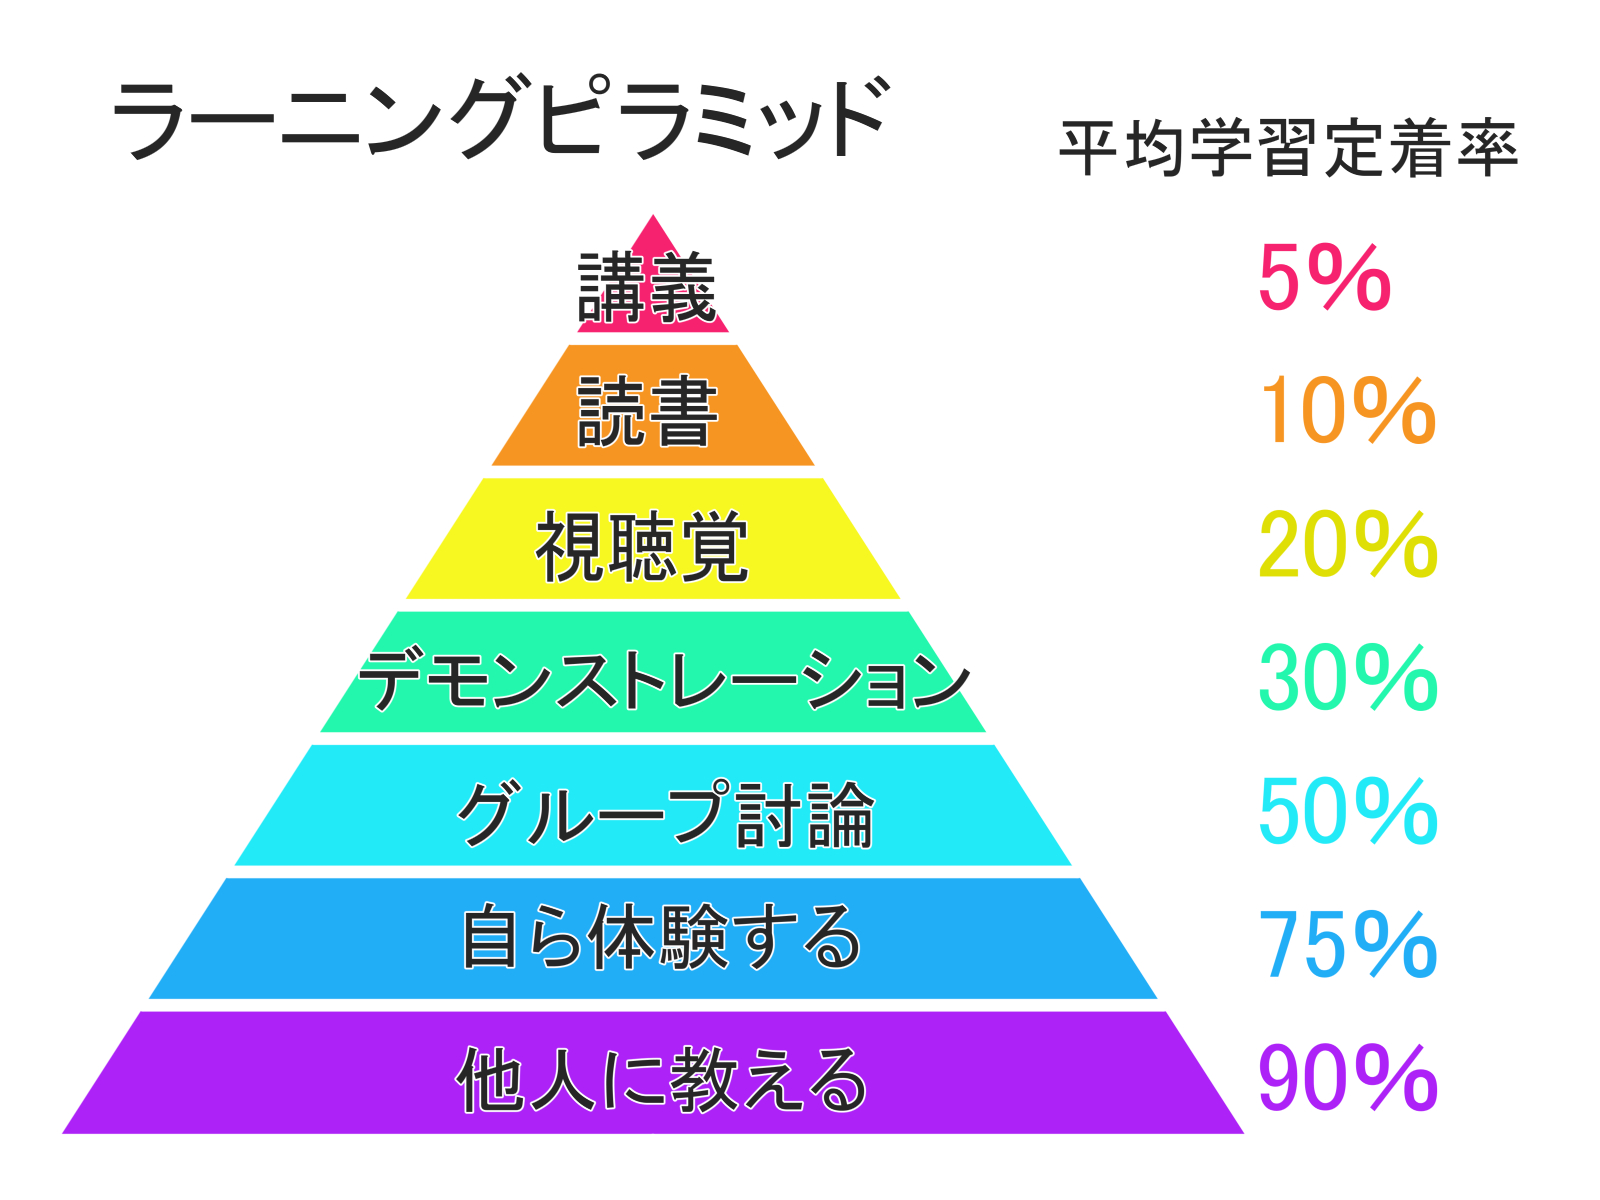 ラーニングピラミッド
平均学習定着率
講義 5%
読書 10%
視聴覚 20%
デモンストレーション 30%
グループ討論 50%
自ら体験する 75%
他人に教える 90%